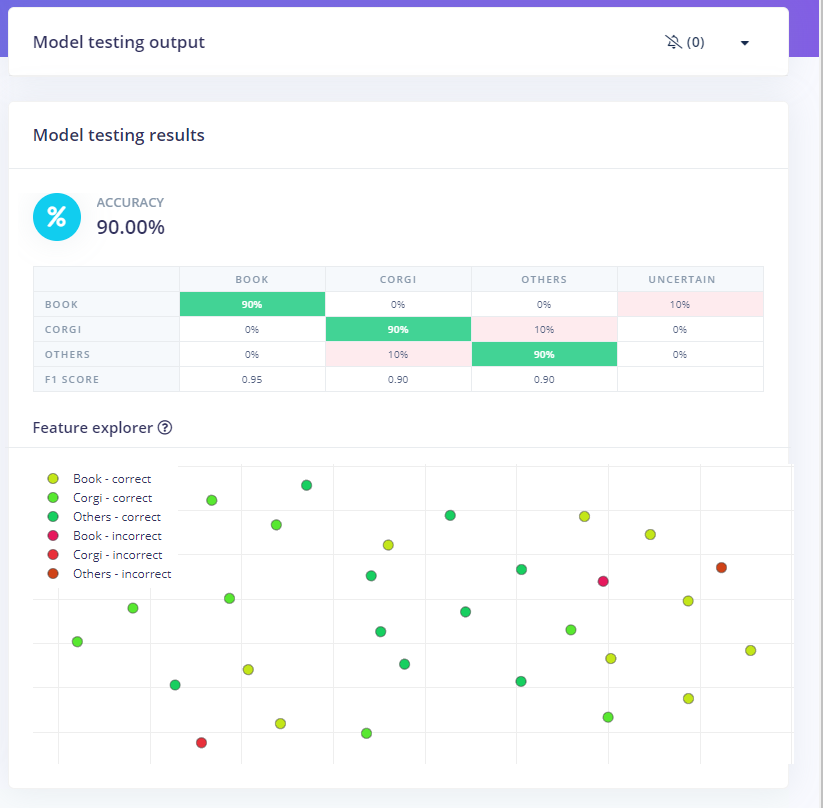 Model testing output
(0)
Model testing results
%
ACCURACY
90.00%
BOOK CORGI OTHERS UNCERTAIN
BOOK 90% 0% 0% 10%
CORGI 0% 90% 10% 0%
OTHERS 0% 10% 90% 0%
F1 SCORE 0.95 0.90 0.90
Feature explorer ?
Book - correct
Corgi - correct
Others - correct
Book - incorrect
Corgi - incorrect
Others - incorrect